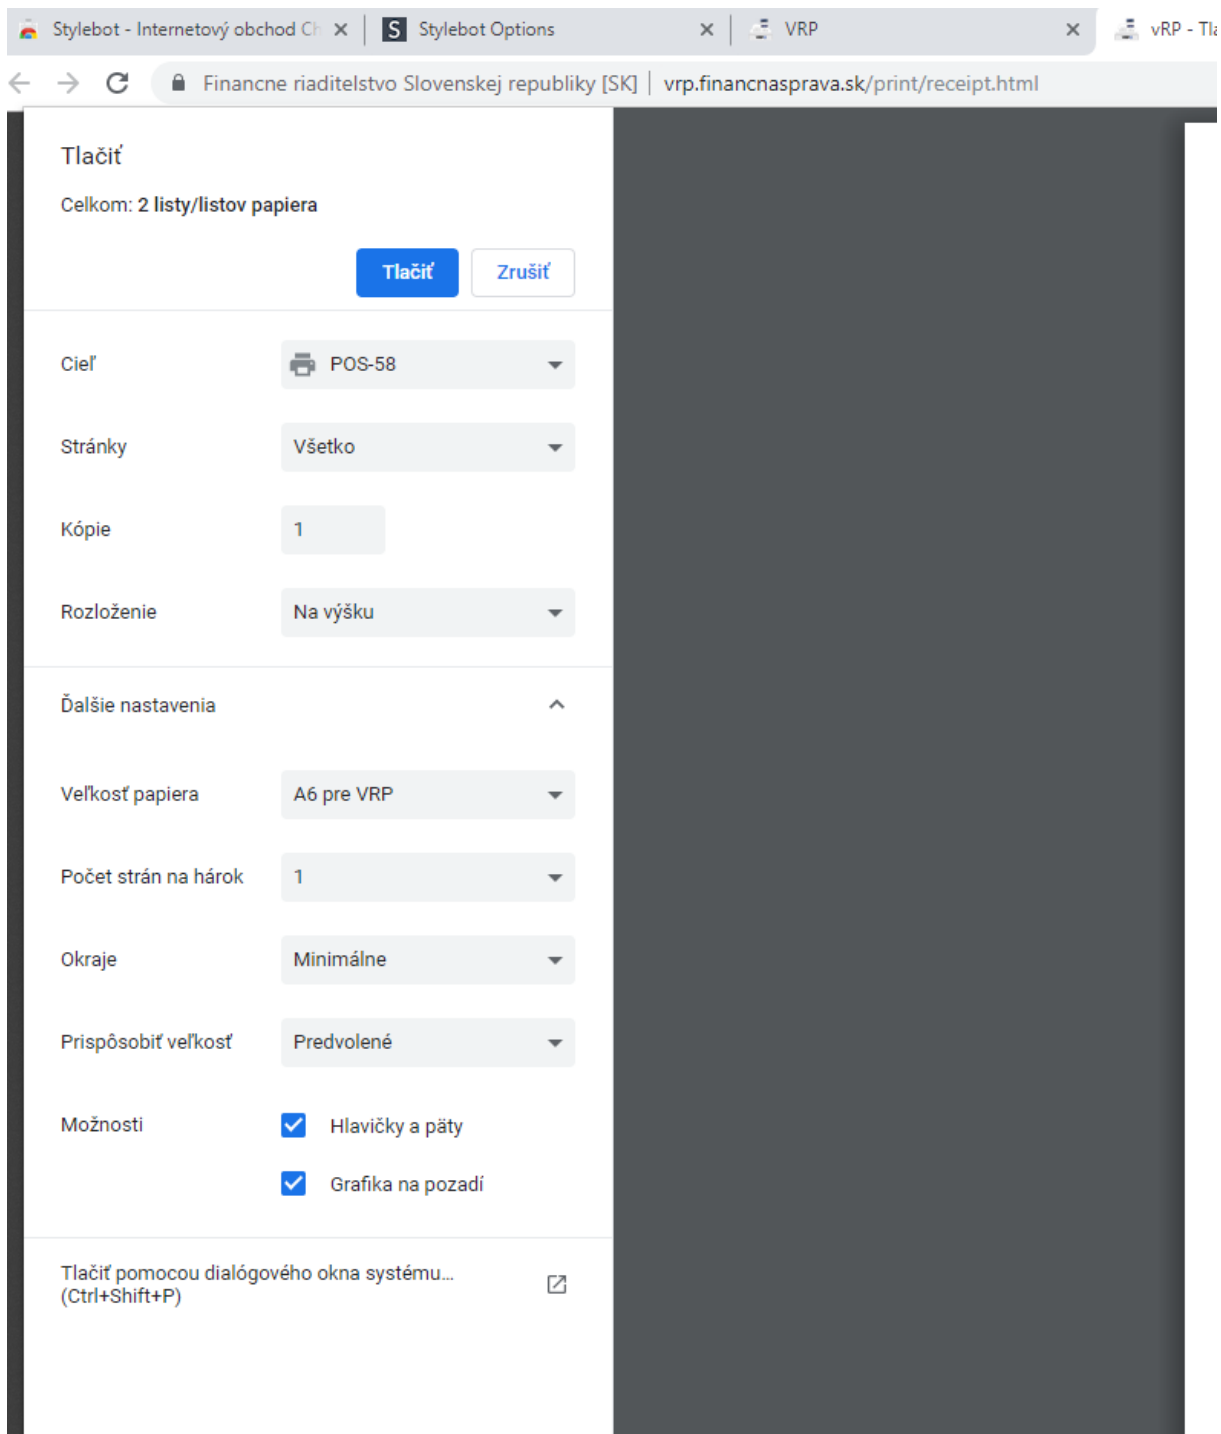 Stylebot - Internetový obchod Ch
Stylebot Options
VRP
vRP - Tla
Financne riaditelstvo Slovenskej republiky [SK] | vrp.financnasprava.sk/print/receipt.html
Tlačiť
Celkom: 2 listy/listov papiera
Tlačiť
Zrušiť
Cieľ
POS-58
Stránky
Všetko
Kópie
1
Rozloženie
Na výšku
Ďalšie nastavenia
Veľkosť papiera
A6 pre VRP
Počet strán na hárok
1
Okraje
Minimálne
Prispôsobiť veľkosť
Predvolené
Možnosti
Hlavičky a päty
Grafika na pozadí
Tlačiť pomocou dialógového okna systému...
(Ctrl+Shift+P)